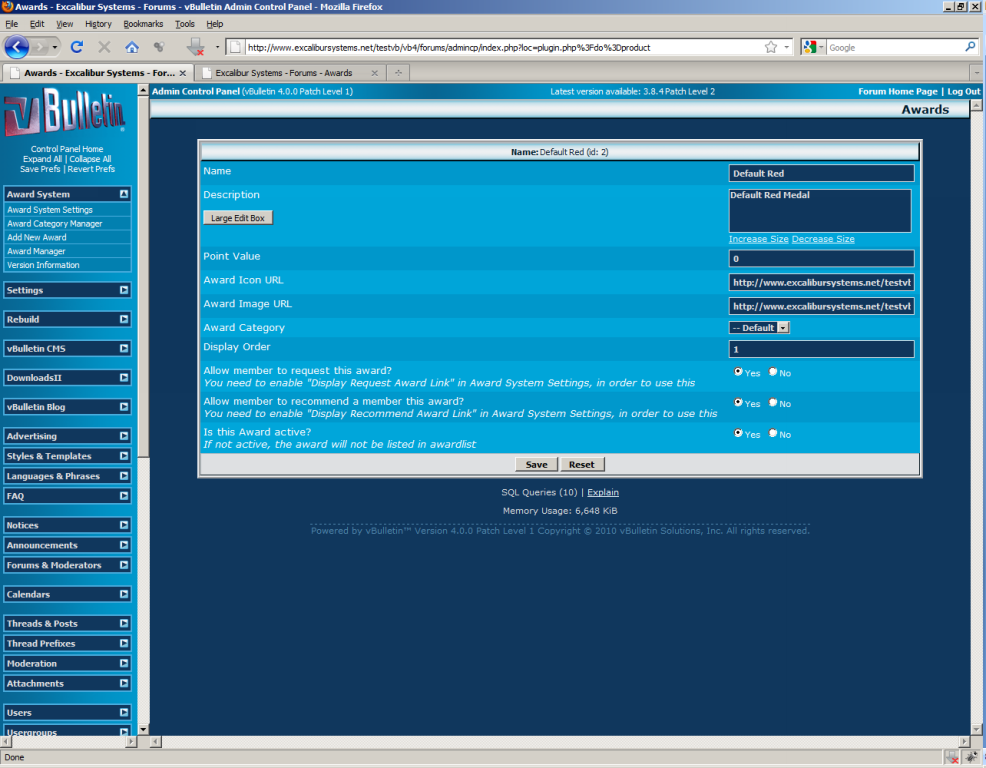 Awards - Excalibur Systems - Forums - vBulletin Admin Control Panel - Mozilla Firefox
File Edit View History Bookmarks Tools Help
http://www.excalibursystems.net/testvb/vb4/forums/admincp/index.php?loc=plugin.php%3Fdo%3Dproduct
Google
Awards - Excalibur Systems - For...
Excalibur Systems - Forums - Awards
Admin Control Panel (vBulletin 4.0.0 Patch Level 1)
Latest version available: 3.8.4 Patch Level 2
Forum Home Page | Log Out
Awards
vBulletin
Control Panel Home
Expand All | Collapse All
Save Prefs | Revert Prefs
Award System
Award System Settings
Award Category Manager
Add New Award
Award Manager
Version Information
Settings
Rebuild
vBulletin CMS
DownloadsII
vBulletin Blog
Advertising
Styles & Templates
Languages & Phrases
FAQ
Notices
Announcements
Forums & Moderators
Calendars
Threads & Posts
Thread Prefixes
Moderation
Attachments
Users
Usergroups
Name: Default Red (id: 2)
Name
Default Red
Description
Default Red Medal
Large Edit Box
Increase Size Decrease Size
Point Value
0
Award Icon URL
http://www.excalibursystems.net/testvl
Award Image URL
http://www.excalibursystems.net/testvl
Award Category
-- Default
Display Order
1
Allow member to request this award?
You need to enable "Display Request Award Link" in Award System Settings, in order to use this
Yes No
Allow member to recommend a member this award?
You need to enable "Display Recommend Award Link" in Award System Settings, in order to use this
Yes No
Is this Award active?
If not active, the award will not be listed in awardlist
Yes No
Save Reset
SQL Queries (10) | Explain
Memory Usage: 6,648 KiB
Powered by vBulletin™ Version 4.0.0 Patch Level 1 Copyright © 2010 vBulletin Solutions, Inc. All rights reserved.
Done